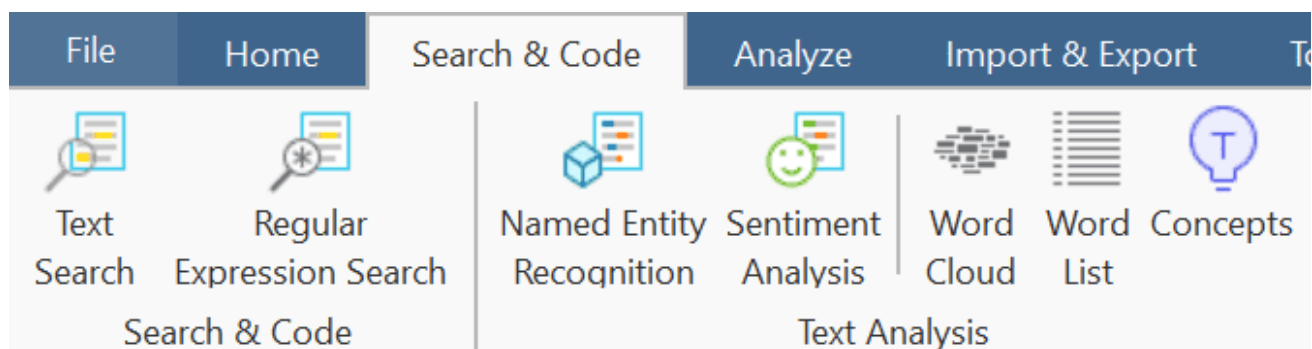 File Home Search & Code Analyze Import & Export
Text Search
Regular Expression Search
Named Entity Recognition
Sentiment Analysis
Word Cloud
Word List
Concepts
Search & Code Text Analysis